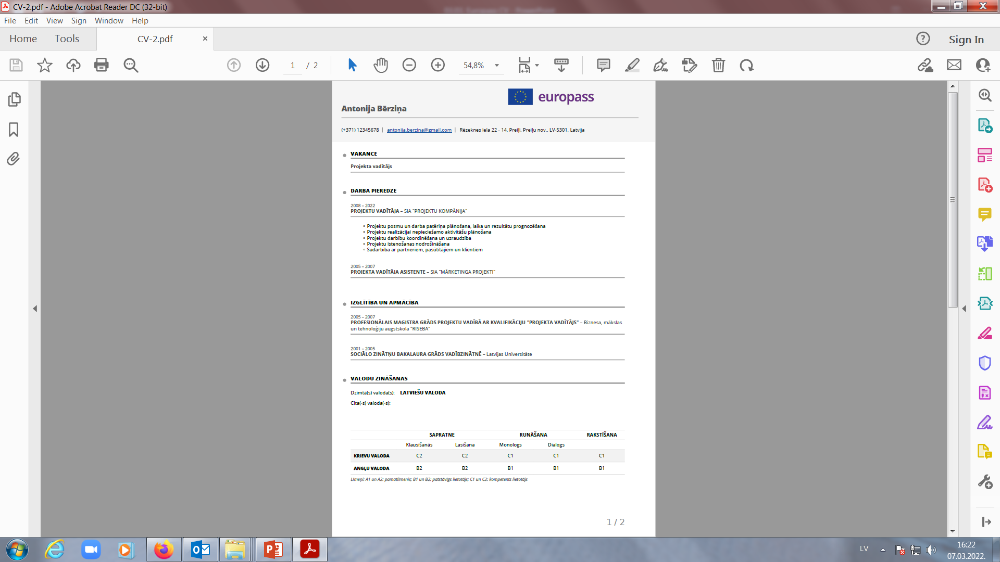 CV-2.pdf - Adobe Acrobat Reader DC (32-bit)
File Edit View Sign Window Help
Home Tools CV-2.pdf × Sign In
1 / 2 54,8%
europass
Antonija Bērziņa
(+371) 12345678 | antonija.berzina@gmail.com | Rēzeknes iela 22 - 14, Preiļi, Preiļu nov., LV-5301, Latvija
VAKANCE
Projekta vadītājs
DARBA PIEREDZE
2008 – 2022
PROJEKTU VADĪTĀJA – SIA "PROJEKTU KOMPĀNIJA"
◦ Projektu posmu un darba patēriņa plānošana, laika un rezultātu prognozēšana
◦ Projektu realizācijai nepieciešamo aktivitāšu plānošana
◦ Projektu darbību koordinēšana un uzraudzība
◦ Projektu īstenošanas nodrošināšana
◦ Sadarbība ar partneriem, pasūtītājiem un klientiem
2005 – 2007
PROJEKTA VADĪTĀJA ASISTENTE – SIA "MĀRKETINGA PROJEKTI"
IZGLĪTĪBA UN APMĀCĪBA
2005 – 2007
PROFESIONĀLAIS MAĢISTRA GRĀDS PROJEKTU VADĪBĀ AR KVALIFIKĀCIJU "PROJEKTA VADĪTĀJS" – Biznesa, mākslas
un tehnoloģiju augstskola "RISEBA"
2001 – 2005
SOCIĀLO ZINĀTŅU BAKALAURA GRĀDS VADĪBZINĀTNĒ – Latvijas Universitāte
VALODU ZINĀŠANAS
Dzimtā(s) valoda(s): LATVIEŠU VALODA
Cita(-s) valoda(-s):
SAPRATNE RUNĀŠANA RAKSTĪŠANA
Klausīšanās Lasīšana Monologs Dialogs
KRIEVU VALODA C2 C2 C1 C1 C1
ANGĻU VALODA B2 B2 B1 B1 B1
Līmeņi: A1 un A2: pamatlīmenis; B1 un B2: patstāvīgs lietotājs; C1 un C2: kompetents lietotājs
1 / 2
LV 16:22
07.03.2022.